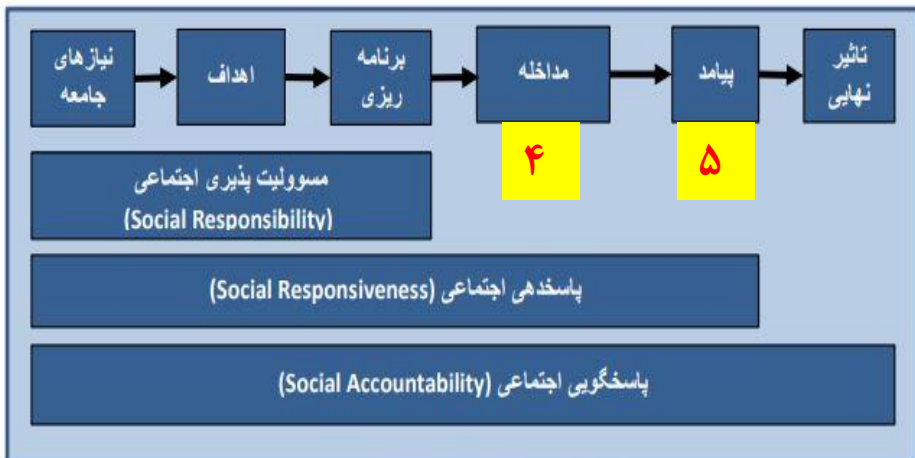 نیازهای
جامعه
اهداف
برنامه
ریزی
مداخله
پیامد
تاثیر
نهایی
۴
۵
مسوولیت پذیری اجتماعی
(Social Responsibility)
پاسخدهی اجتماعی (Social Responsiveness)
پاسخگویی اجتماعی (Social Accountability)